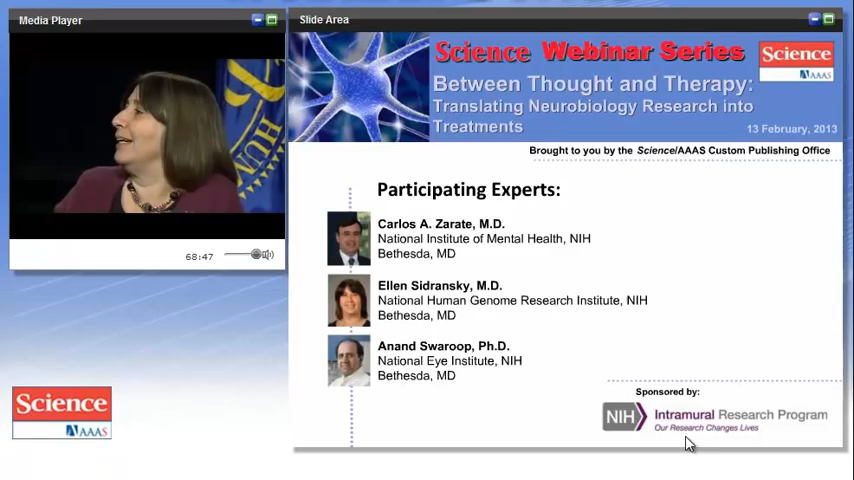 Media Player
68:47
Science
AAAS
Slide Area
Science Webinar Series
Science
AAAS
Between Thought and Therapy:
Translating Neurobiology Research into
Treatments
13 February, 2013
Brought to you by the Science/AAAS Custom Publishing Office
Participating Experts:
Carlos A. Zarate, M.D.
National Institute of Mental Health, NIH
Bethesda, MD
Ellen Sidransky, M.D.
National Human Genome Research Institute, NIH
Bethesda, MD
Anand Swaroop, Ph.D.
National Eye Institute, NIH
Bethesda, MD
Sponsored by:
NIH Intramural Research Program
Our Research Changes Lives